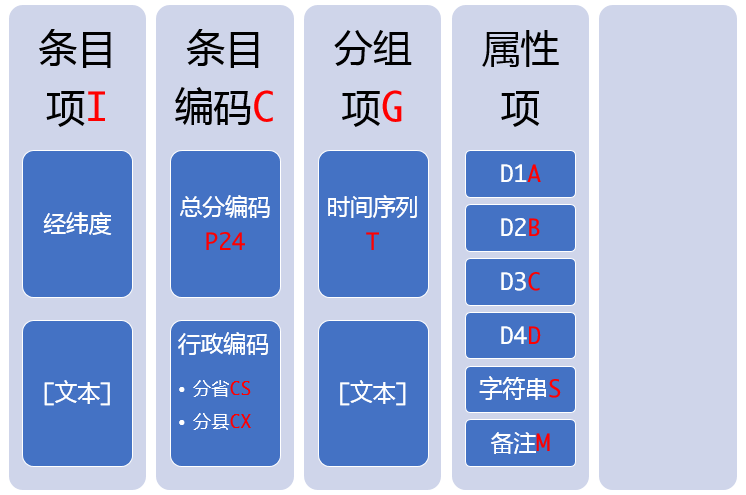 条目
项I
经纬度
[文本]
条目
编码C
总分编码
P24
行政编码
• 分省CS
• 分县CX
分组
项G
时间序列
T
[文本]
属性
项
D1A
D2B
D3C
D4D
字符串S
备注M